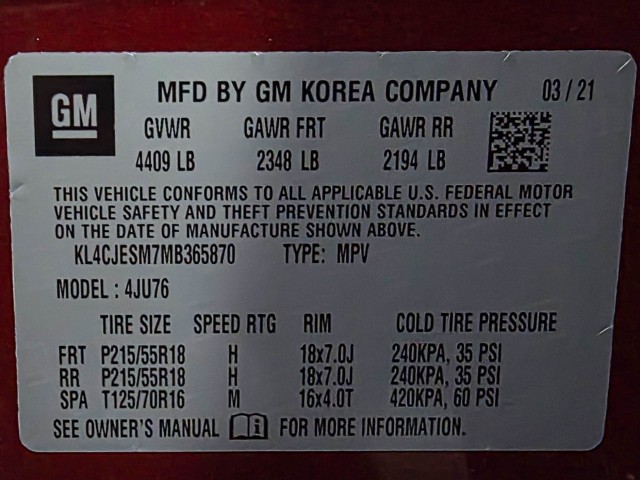 GM
MFD BY GM KOREA COMPANY 03 / 21
GVWR GAWR FRT GAWR RR
4409 LB 2348 LB 2194 LB
THIS VEHICLE CONFORMS TO ALL APPLICABLE U.S. FEDERAL MOTOR
VEHICLE SAFETY AND THEFT PREVENTION STANDARDS IN EFFECT
ON THE DATE OF MANUFACTURE SHOWN ABOVE.
KL4CJESM7MB365870 TYPE: MPV
MODEL : 4JU76
TIRE SIZE SPEED RTG RIM COLD TIRE PRESSURE
FRT P215/55R18 H 18x7.0J 240KPA, 35 PSI
RR P215/55R18 H 18x7.0J 240KPA, 35 PSI
SPA T125/70R16 M 16x4.0T 420KPA, 60 PSI
SEE OWNER'S MANUAL FOR MORE INFORMATION.